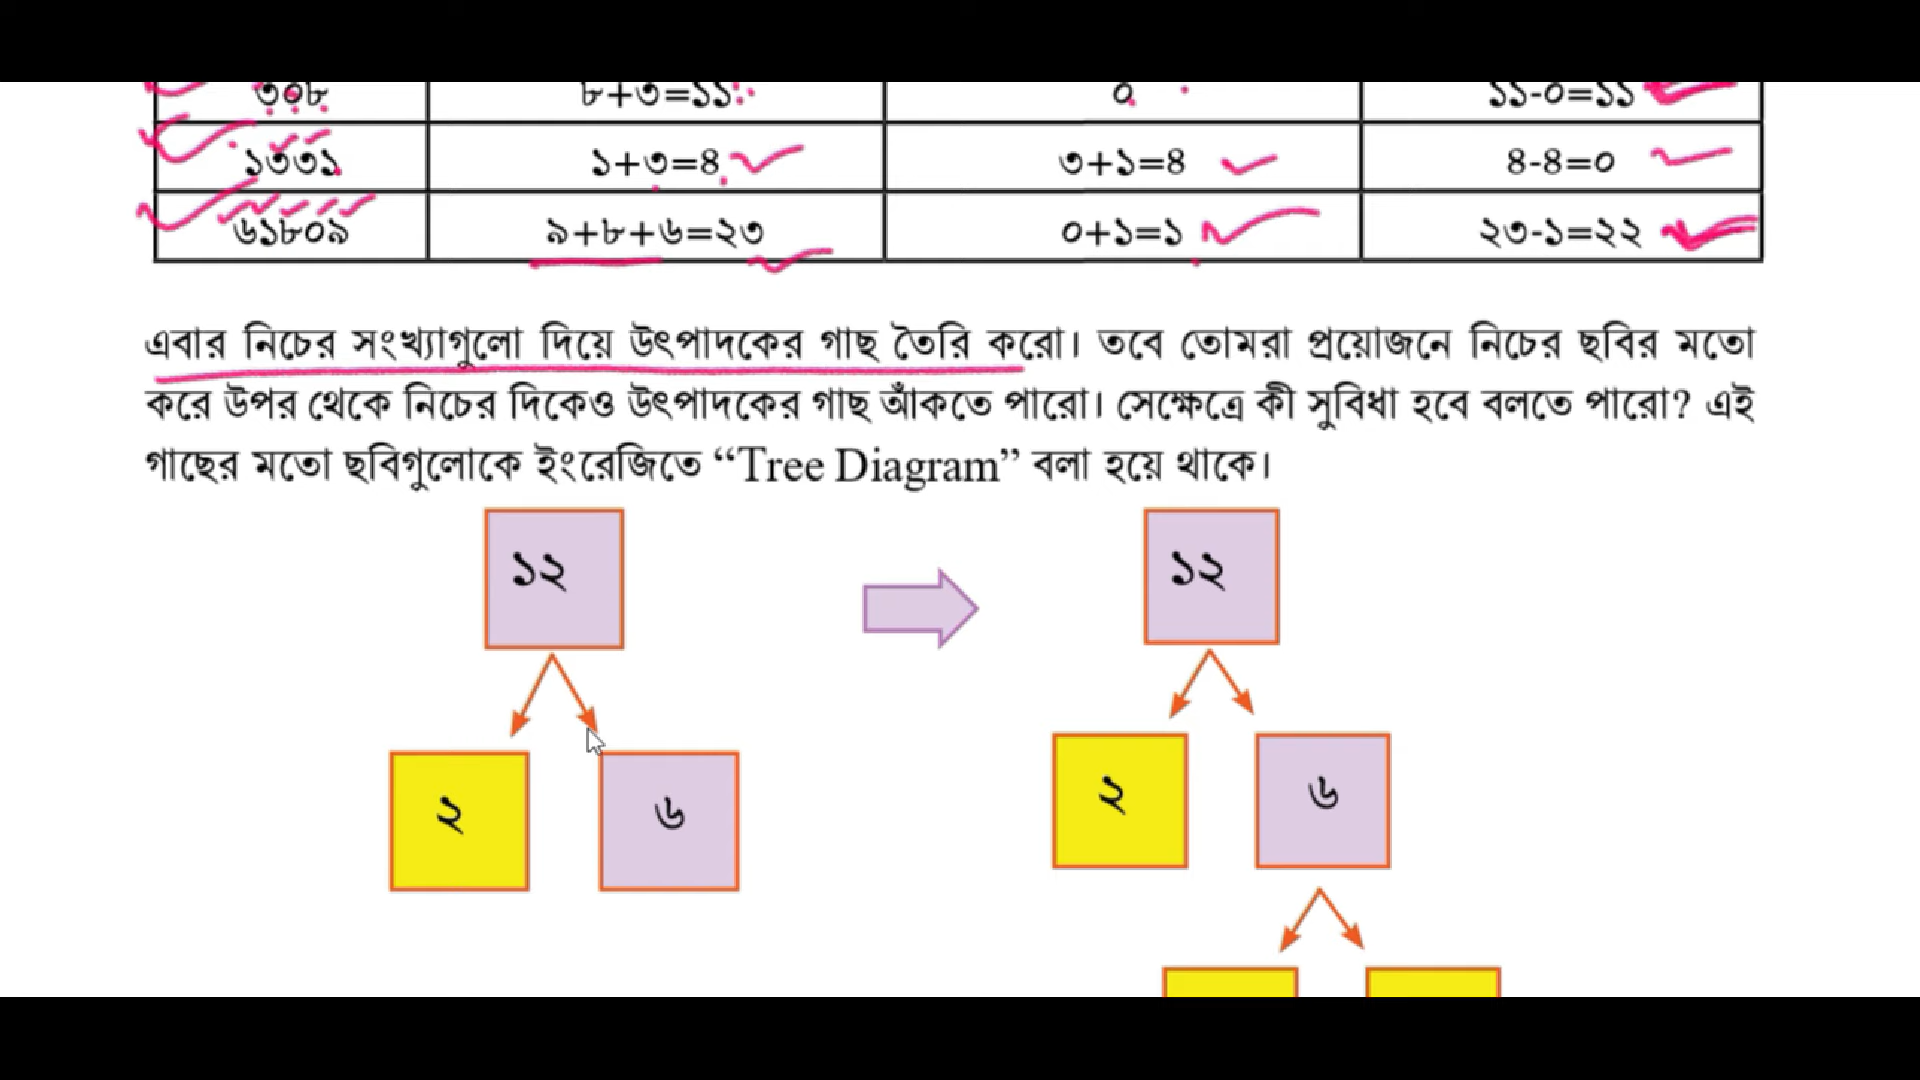 ৩০৮ ৮+৩=১১ ০ ১১-০=১১
১৩৩১ ১+৩=৪ ৩+১=৪ ৪-৪=০
৬১৮০৯ ৯+৮+৬=২৩ ০+১=১ ২৩-১=২২
এবার নিচের সংখ্যাগুলো দিয়ে উৎপাদকের গাছ তৈরি করো। তবে তোমরা প্রয়োজনে নিচের ছবির মতো
করে উপর থেকে নিচের দিকেও উৎপাদকের গাছ আঁকতে পারো। সেক্ষেত্রে কী সুবিধা হবে বলতে পারো? এই
গাছের মতো ছবিগুলোকে ইংরেজিতে “Tree Diagram” বলা হয়ে থাকে।
১২ ১২
২ ৬ ২ ৬